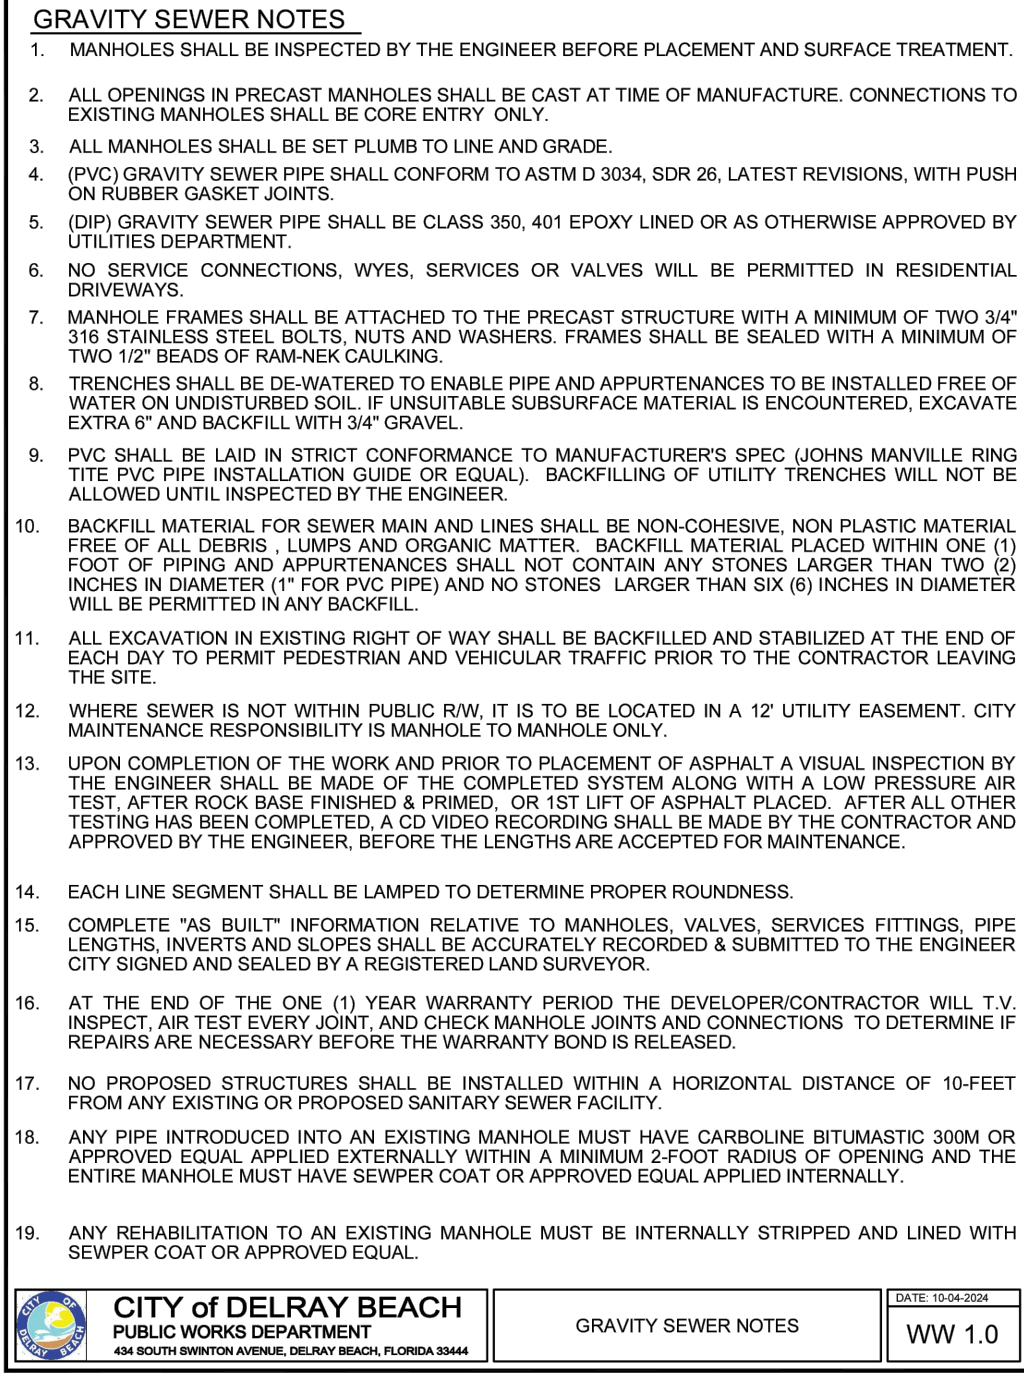 GRAVITY SEWER NOTES
1. MANHOLES SHALL BE INSPECTED BY THE ENGINEER BEFORE PLACEMENT AND SURFACE TREATMENT.
2. ALL OPENINGS IN PRECAST MANHOLES SHALL BE CAST AT TIME OF MANUFACTURE. CONNECTIONS TO
EXISTING MANHOLES SHALL BE CORE ENTRY ONLY.
3. ALL MANHOLES SHALL BE SET PLUMB TO LINE AND GRADE.
4. (PVC) GRAVITY SEWER PIPE SHALL CONFORM TO ASTM D 3034, SDR 26, LATEST REVISIONS, WITH PUSH
ON RUBBER GASKET JOINTS.
5. (DIP) GRAVITY SEWER PIPE SHALL BE CLASS 350, 401 EPOXY LINED OR AS OTHERWISE APPROVED BY
UTILITIES DEPARTMENT.
6. NO SERVICE CONNECTIONS, WYES, SERVICES OR VALVES WILL BE PERMITTED IN RESIDENTIAL
DRIVEWAYS.
7. MANHOLE FRAMES SHALL BE ATTACHED TO THE PRECAST STRUCTURE WITH A MINIMUM OF TWO 3/4"
316 STAINLESS STEEL BOLTS, NUTS AND WASHERS. FRAMES SHALL BE SEALED WITH A MINIMUM OF
TWO 1/2" BEADS OF RAM-NEK CAULKING.
8. TRENCHES SHALL BE DE-WATERED TO ENABLE PIPE AND APPURTENANCES TO BE INSTALLED FREE OF
WATER ON UNDISTURBED SOIL. IF UNSUITABLE SUBSURFACE MATERIAL IS ENCOUNTERED, EXCAVATE
EXTRA 6" AND BACKFILL WITH 3/4" GRAVEL.
9. PVC SHALL BE LAID IN STRICT CONFORMANCE TO MANUFACTURER'S SPEC (JOHNS MANVILLE RING
TITE PVC PIPE INSTALLATION GUIDE OR EQUAL). BACKFILLING OF UTILITY TRENCHES WILL NOT BE
ALLOWED UNTIL INSPECTED BY THE ENGINEER.
10. BACKFILL MATERIAL FOR SEWER MAIN AND LINES SHALL BE NON-COHESIVE, NON PLASTIC MATERIAL
FREE OF ALL DEBRIS , LUMPS AND ORGANIC MATTER. BACKFILL MATERIAL PLACED WITHIN ONE (1)
FOOT OF PIPING AND APPURTENANCES SHALL NOT CONTAIN ANY STONES LARGER THAN TWO (2)
INCHES IN DIAMETER (1" FOR PVC PIPE) AND NO STONES LARGER THAN SIX (6) INCHES IN DIAMETER
WILL BE PERMITTED IN ANY BACKFILL.
11. ALL EXCAVATION IN EXISTING RIGHT OF WAY SHALL BE BACKFILLED AND STABILIZED AT THE END OF
EACH DAY TO PERMIT PEDESTRIAN AND VEHICULAR TRAFFIC PRIOR TO THE CONTRACTOR LEAVING
THE SITE.
12. WHERE SEWER IS NOT WITHIN PUBLIC R/W, IT IS TO BE LOCATED IN A 12' UTILITY EASEMENT. CITY
MAINTENANCE RESPONSIBILITY IS MANHOLE TO MANHOLE ONLY.
13. UPON COMPLETION OF THE WORK AND PRIOR TO PLACEMENT OF ASPHALT A VISUAL INSPECTION BY
THE ENGINEER SHALL BE MADE OF THE COMPLETED SYSTEM ALONG WITH A LOW PRESSURE AIR
TEST, AFTER ROCK BASE FINISHED & PRIMED, OR 1ST LIFT OF ASPHALT PLACED. AFTER ALL OTHER
TESTING HAS BEEN COMPLETED, A CD VIDEO RECORDING SHALL BE MADE BY THE CONTRACTOR AND
APPROVED BY THE ENGINEER, BEFORE THE LENGTHS ARE ACCEPTED FOR MAINTENANCE.
14. EACH LINE SEGMENT SHALL BE LAMPED TO DETERMINE PROPER ROUNDNESS.
15. COMPLETE "AS BUILT" INFORMATION RELATIVE TO MANHOLES, VALVES, SERVICES FITTINGS, PIPE
LENGTHS, INVERTS AND SLOPES SHALL BE ACCURATELY RECORDED & SUBMITTED TO THE ENGINEER
CITY SIGNED AND SEALED BY A REGISTERED LAND SURVEYOR.
16. AT THE END OF THE ONE (1) YEAR WARRANTY PERIOD THE DEVELOPER/CONTRACTOR WILL T.V.
INSPECT, AIR TEST EVERY JOINT, AND CHECK MANHOLE JOINTS AND CONNECTIONS TO DETERMINE IF
REPAIRS ARE NECESSARY BEFORE THE WARRANTY BOND IS RELEASED.
17. NO PROPOSED STRUCTURES SHALL BE INSTALLED WITHIN A HORIZONTAL DISTANCE OF 10-FEET
FROM ANY EXISTING OR PROPOSED SANITARY SEWER FACILITY.
18. ANY PIPE INTRODUCED INTO AN EXISTING MANHOLE MUST HAVE CARBOLINE BITUMASTIC 300M OR
APPROVED EQUAL APPLIED EXTERNALLY WITHIN A MINIMUM 2-FOOT RADIUS OF OPENING AND THE
ENTIRE MANHOLE MUST HAVE SEWPER COAT OR APPROVED EQUAL APPLIED INTERNALLY.
19. ANY REHABILITATION TO AN EXISTING MANHOLE MUST BE INTERNALLY STRIPPED AND LINED WITH
SEWPER COAT OR APPROVED EQUAL.
CITY OF
DELRAY BEACH
CITY of DELRAY BEACH
PUBLIC WORKS DEPARTMENT
434 SOUTH SWINTON AVENUE, DELRAY BEACH, FLORIDA 33444
GRAVITY SEWER NOTES
DATE: 10-04-2024
WW 1.0